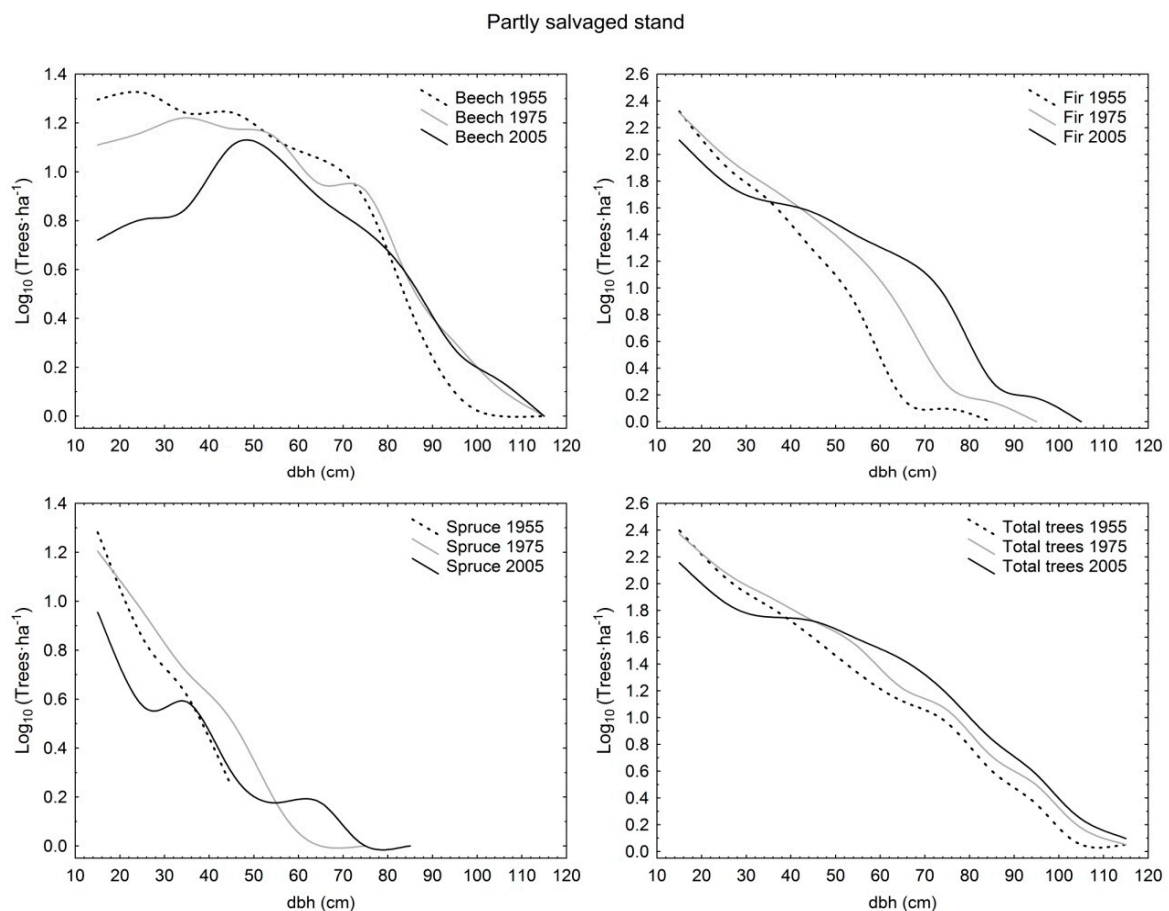 Partly salvaged stand
Log10 (Trees·ha-1)
1.4
1.2
1.0
0.8
0.6
0.4
0.2
0.0
Beech 1955
Beech 1975
Beech 2005
10 20 30 40 50 60 70 80 90 100 110 120
dbh (cm)
Log10 (Trees·ha-1)
2.6
2.4
2.2
2.0
1.8
1.6
1.4
1.2
1.0
0.8
0.6
0.4
0.2
0.0
Fir 1955
Fir 1975
Fir 2005
10 20 30 40 50 60 70 80 90 100 110 120
dbh (cm)
Log10 (Trees·ha-1)
1.4
1.2
1.0
0.8
0.6
0.4
0.2
0.0
Spruce 1955
Spruce 1975
Spruce 2005
10 20 30 40 50 60 70 80 90 100 110 120
dbh (cm)
Log10 (Trees·ha-1)
2.6
2.4
2.2
2.0
1.8
1.6
1.4
1.2
1.0
0.8
0.6
0.4
0.2
0.0
Total trees 1955
Total trees 1975
Total trees 2005
10 20 30 40 50 60 70 80 90 100 110 120
dbh (cm)